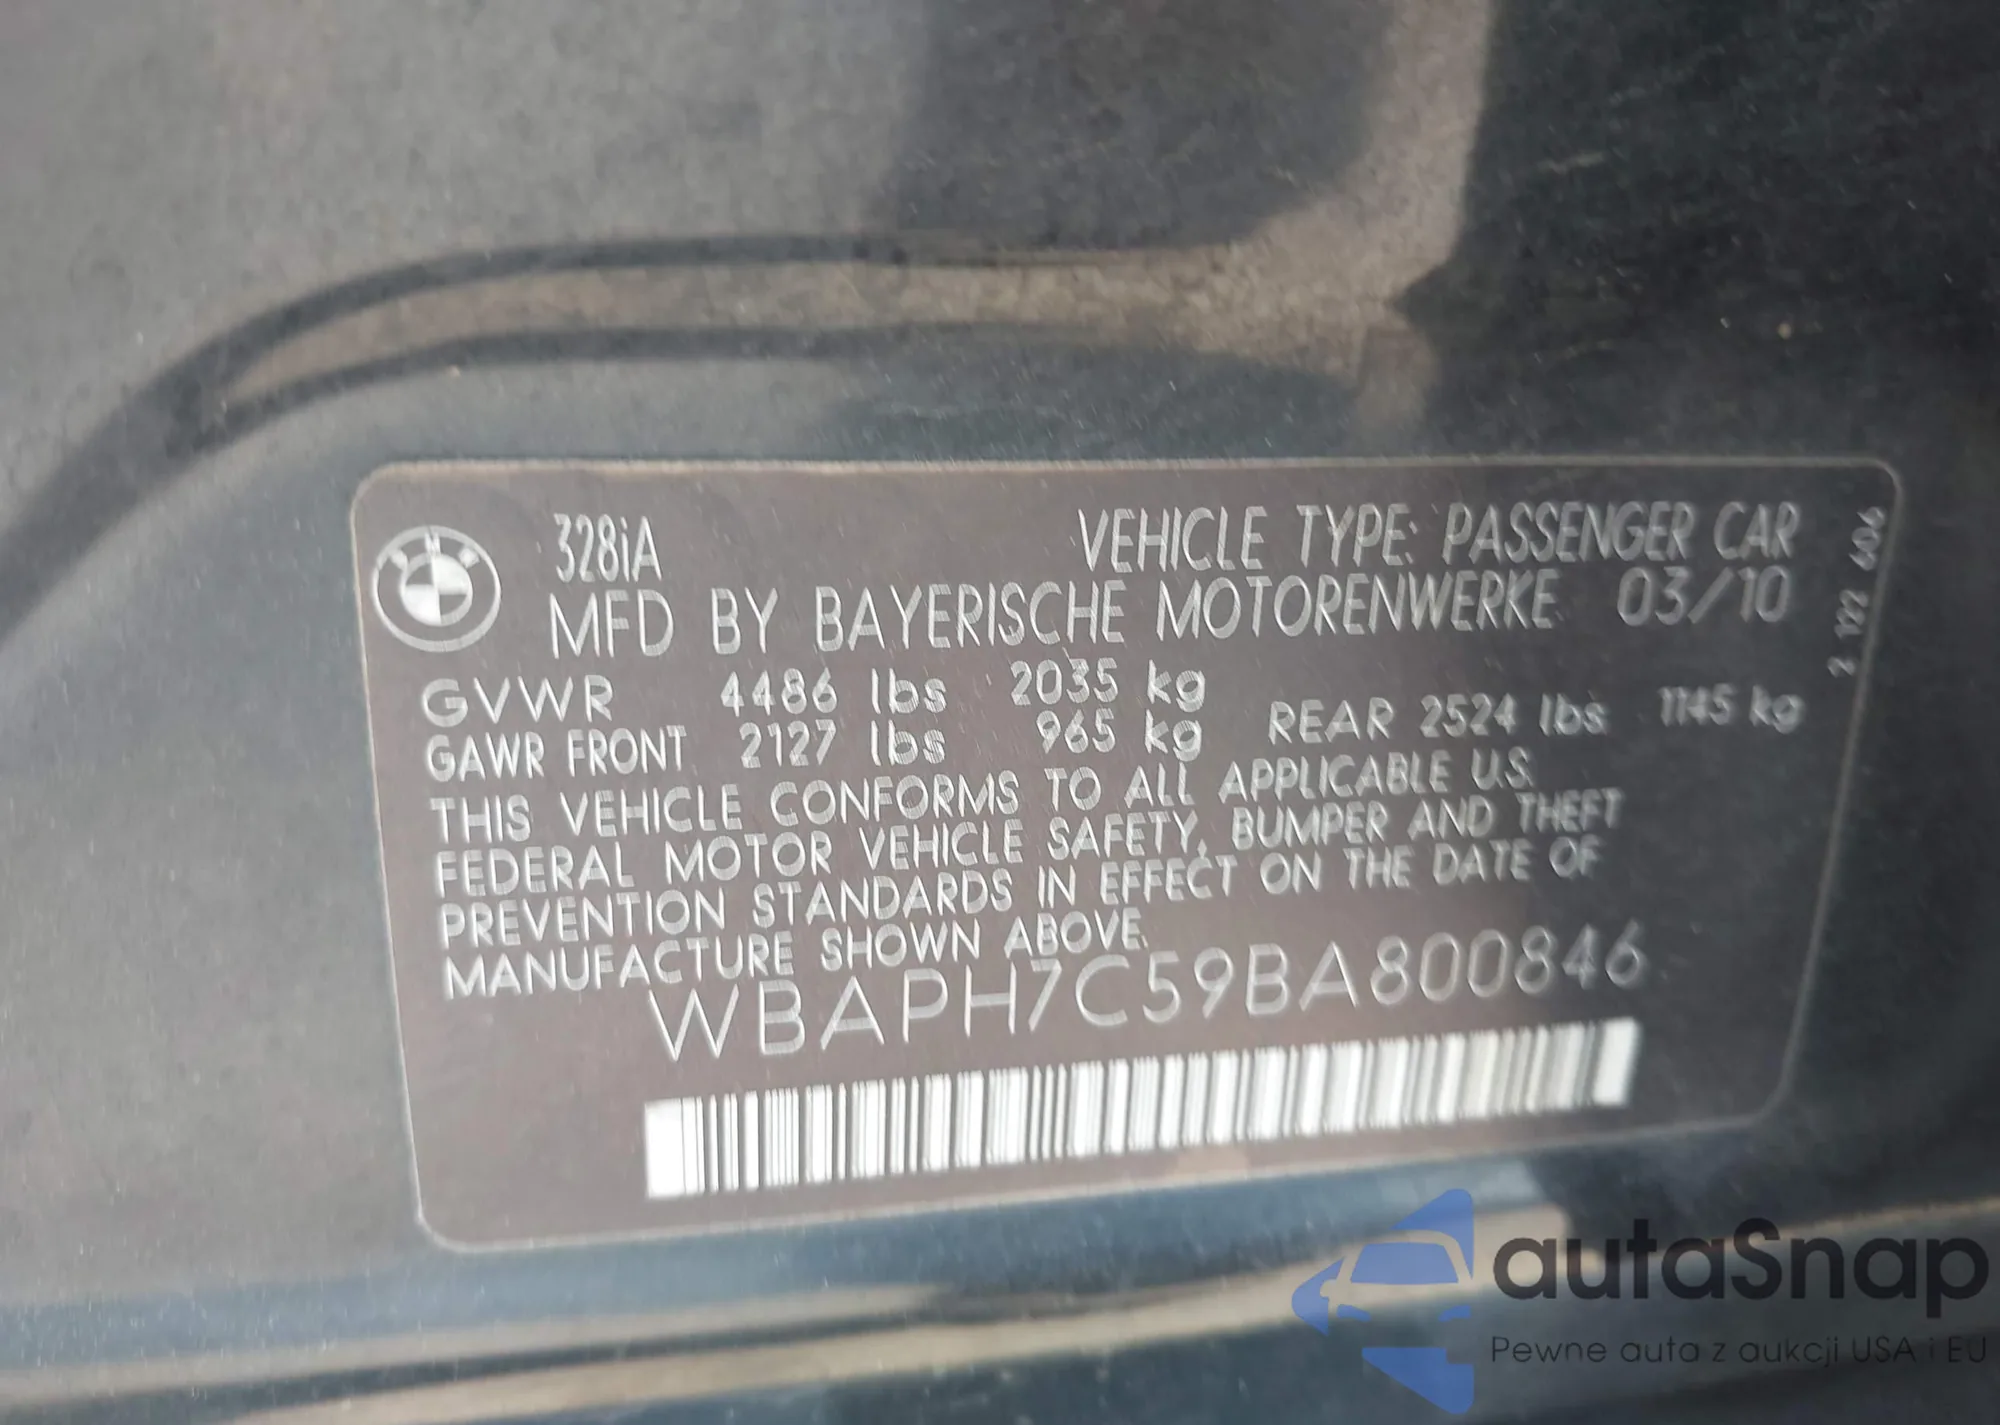 BMW
328iA VEHICLE TYPE: PASSENGER CAR
MFD BY BAYERISCHE MOTORENWERKE 03/10
GVWR 4486 lbs 2035 kg
GAWR FRONT 2127 lbs 965 kg REAR 2524 lbs 1145 kg
THIS VEHICLE CONFORMS TO ALL APPLICABLE U.S.
FEDERAL MOTOR VEHICLE SAFETY, BUMPER AND THEFT
PREVENTION STANDARDS IN EFFECT ON THE DATE OF
MANUFACTURE SHOWN ABOVE.
WBAPH7C59BA800846
autaSnap
Pewne auta z aukcji USA i EU